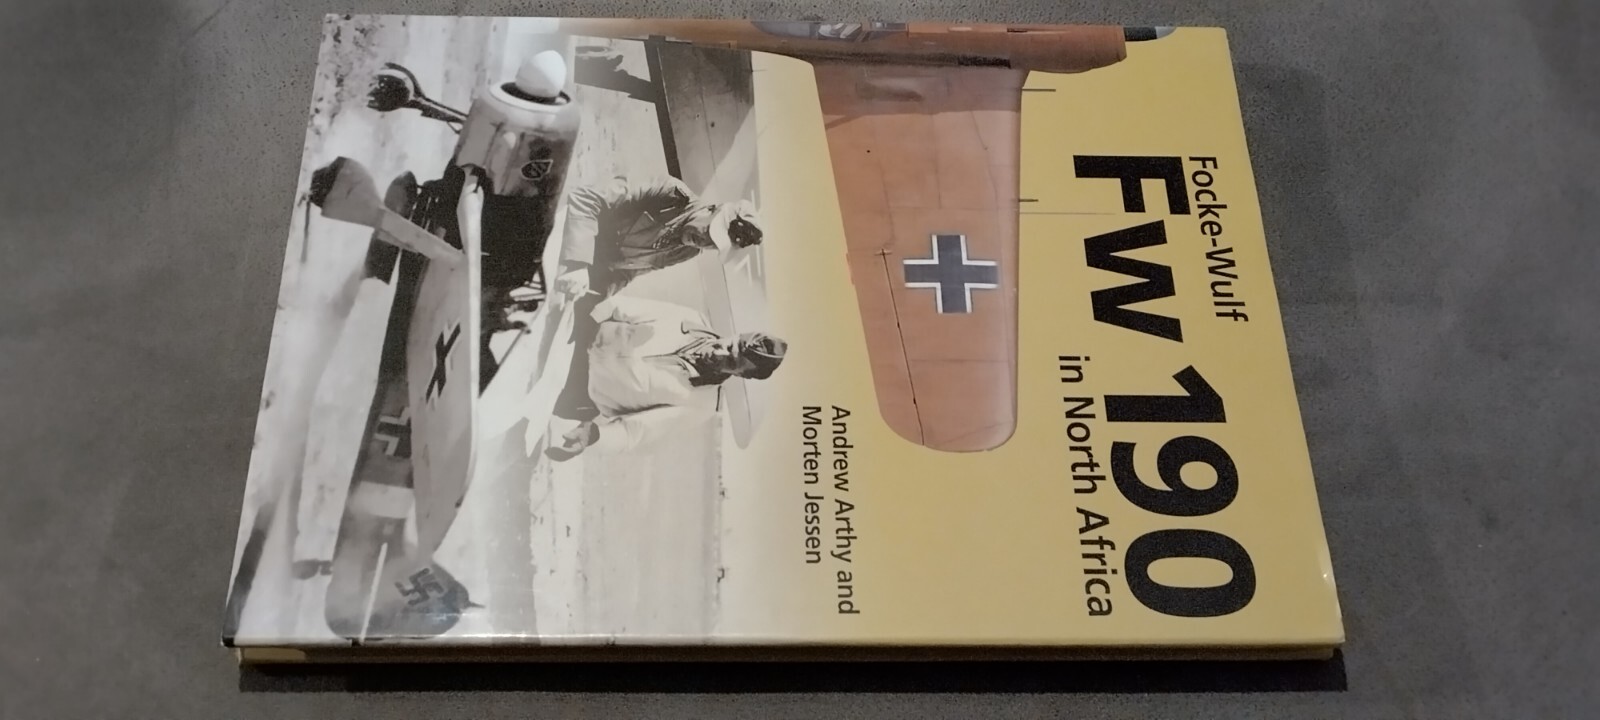 Focke-Wulf
FW 190
in North Africa
Andrew Arthy and
Morten Jessen